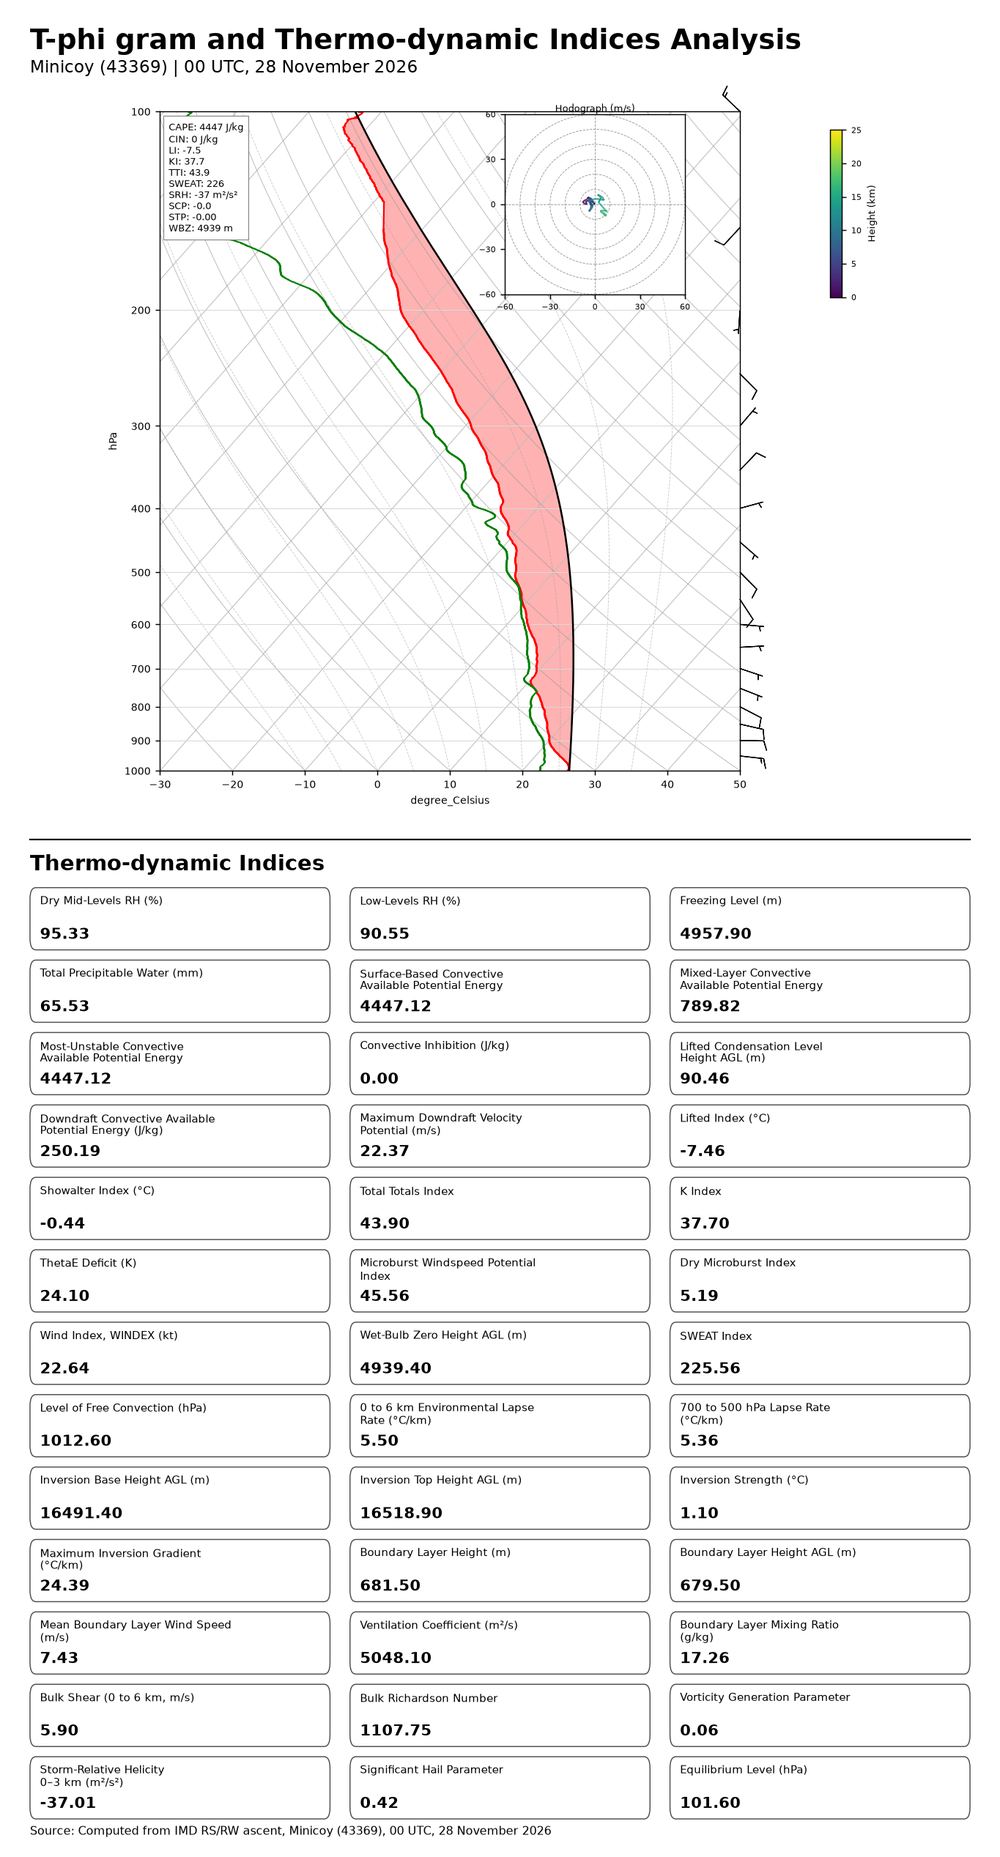 T-phi gram and Thermo-dynamic Indices Analysis
Minicoy (43369) | 00 UTC, 28 November 2026
Hodograph (m/s)
CAPE: 4447 J/kg
CIN: 0 J/kg
LI: -7.5
KI: 37.7
TTI: 43.9
SWEAT: 226
SRH: -37 m²/s²
SCP: -0.0
STP: -0.00
WBZ: 4939 m
60
30
0
−30
−60
−60 −30 0 30 60
25
20
15
10
5
0
Height (km)
100
200
300
400
500
600
700
800
900
1000
hPa
−30 −20 −10 0 10 20 30 40 50
degree_Celsius
Thermo-dynamic Indices
Dry Mid-Levels RH (%)
95.33
Low-Levels RH (%)
90.55
Freezing Level (m)
4957.90
Total Precipitable Water (mm)
65.53
Surface-Based Convective
Available Potential Energy
4447.12
Mixed-Layer Convective
Available Potential Energy
789.82
Most-Unstable Convective
Available Potential Energy
4447.12
Convective Inhibition (J/kg)
0.00
Lifted Condensation Level
Height AGL (m)
90.46
Downdraft Convective Available
Potential Energy (J/kg)
250.19
Maximum Downdraft Velocity
Potential (m/s)
22.37
Lifted Index (°C)
-7.46
Showalter Index (°C)
-0.44
Total Totals Index
43.90
K Index
37.70
ThetaE Deficit (K)
24.10
Microburst Windspeed Potential
Index
45.56
Dry Microburst Index
5.19
Wind Index, WINDEX (kt)
22.64
Wet-Bulb Zero Height AGL (m)
4939.40
SWEAT Index
225.56
Level of Free Convection (hPa)
1012.60
0 to 6 km Environmental Lapse
Rate (°C/km)
5.50
700 to 500 hPa Lapse Rate
(°C/km)
5.36
Inversion Base Height AGL (m)
16491.40
Inversion Top Height AGL (m)
16518.90
Inversion Strength (°C)
1.10
Maximum Inversion Gradient
(°C/km)
24.39
Boundary Layer Height (m)
681.50
Boundary Layer Height AGL (m)
679.50
Mean Boundary Layer Wind Speed
(m/s)
7.43
Ventilation Coefficient (m²/s)
5048.10
Boundary Layer Mixing Ratio
(g/kg)
17.26
Bulk Shear (0 to 6 km, m/s)
5.90
Bulk Richardson Number
1107.75
Vorticity Generation Parameter
0.06
Storm-Relative Helicity
0–3 km (m²/s²)
-37.01
Significant Hail Parameter
0.42
Equilibrium Level (hPa)
101.60
Source: Computed from IMD RS/RW ascent, Minicoy (43369), 00 UTC, 28 November 2026